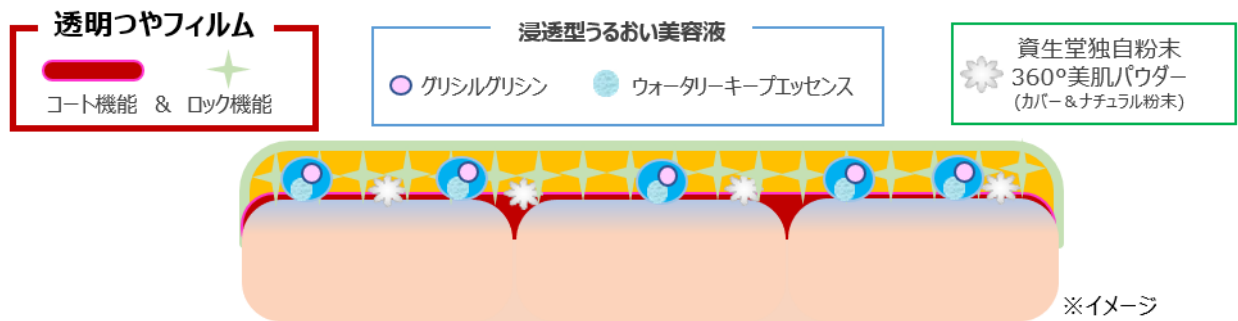 透明つやフィルム
コート機能 & ロック機能
浸透型うるおい美容液
グリシルグリシン
ウォータリーキープエッセンス
資生堂独自粉末
360º美肌パウダー
(カバー&ナチュラル粉末)
※イメージ